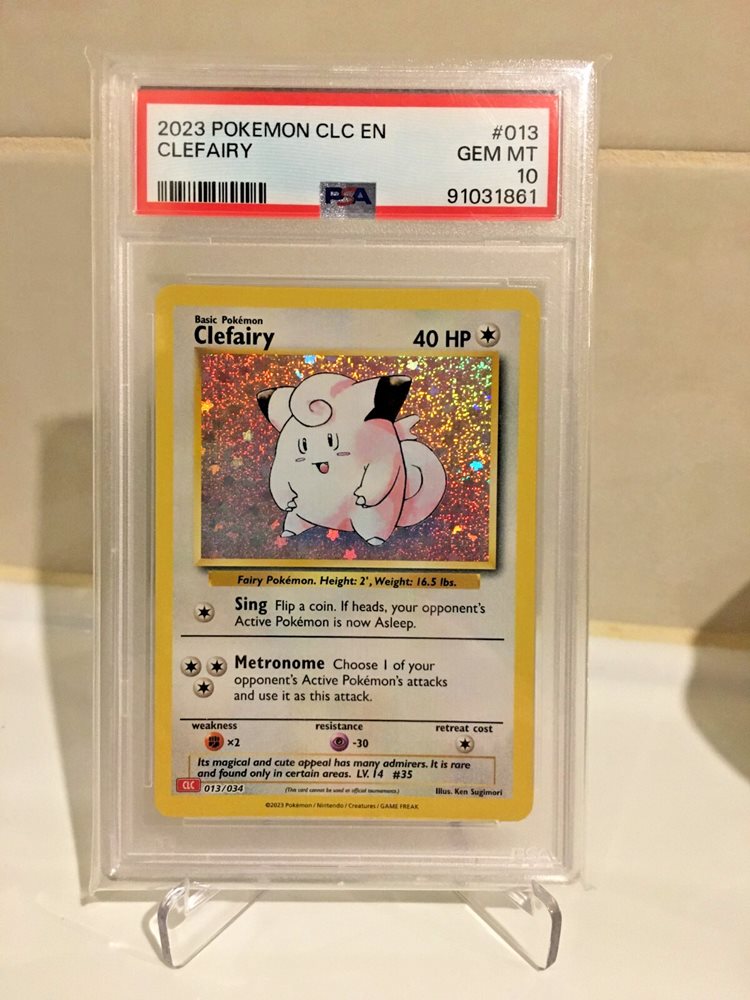 2023 POKEMON CLC EN #013
CLEFAIRY GEM MT
10
PSA 91031861
Basic Pokémon
Clefairy 40 HP
Fairy Pokémon. Height: 2', Weight: 16.5 lbs.
Sing Flip a coin. If heads, your opponent's
Active Pokémon is now Asleep.
Metronome Choose 1 of your
opponent's Active Pokémon's attacks
and use it as this attack.
weakness resistance retreat cost
×2 -30
Its magical and cute appeal has many admirers. It is rare
and found only in certain areas. LV. 14 #35
CLC 013/034 (This card cannot be used at official tournaments.) Illus. Ken Sugimori
©2023 Pokémon / Nintendo / Creatures / GAME FREAK
PSA